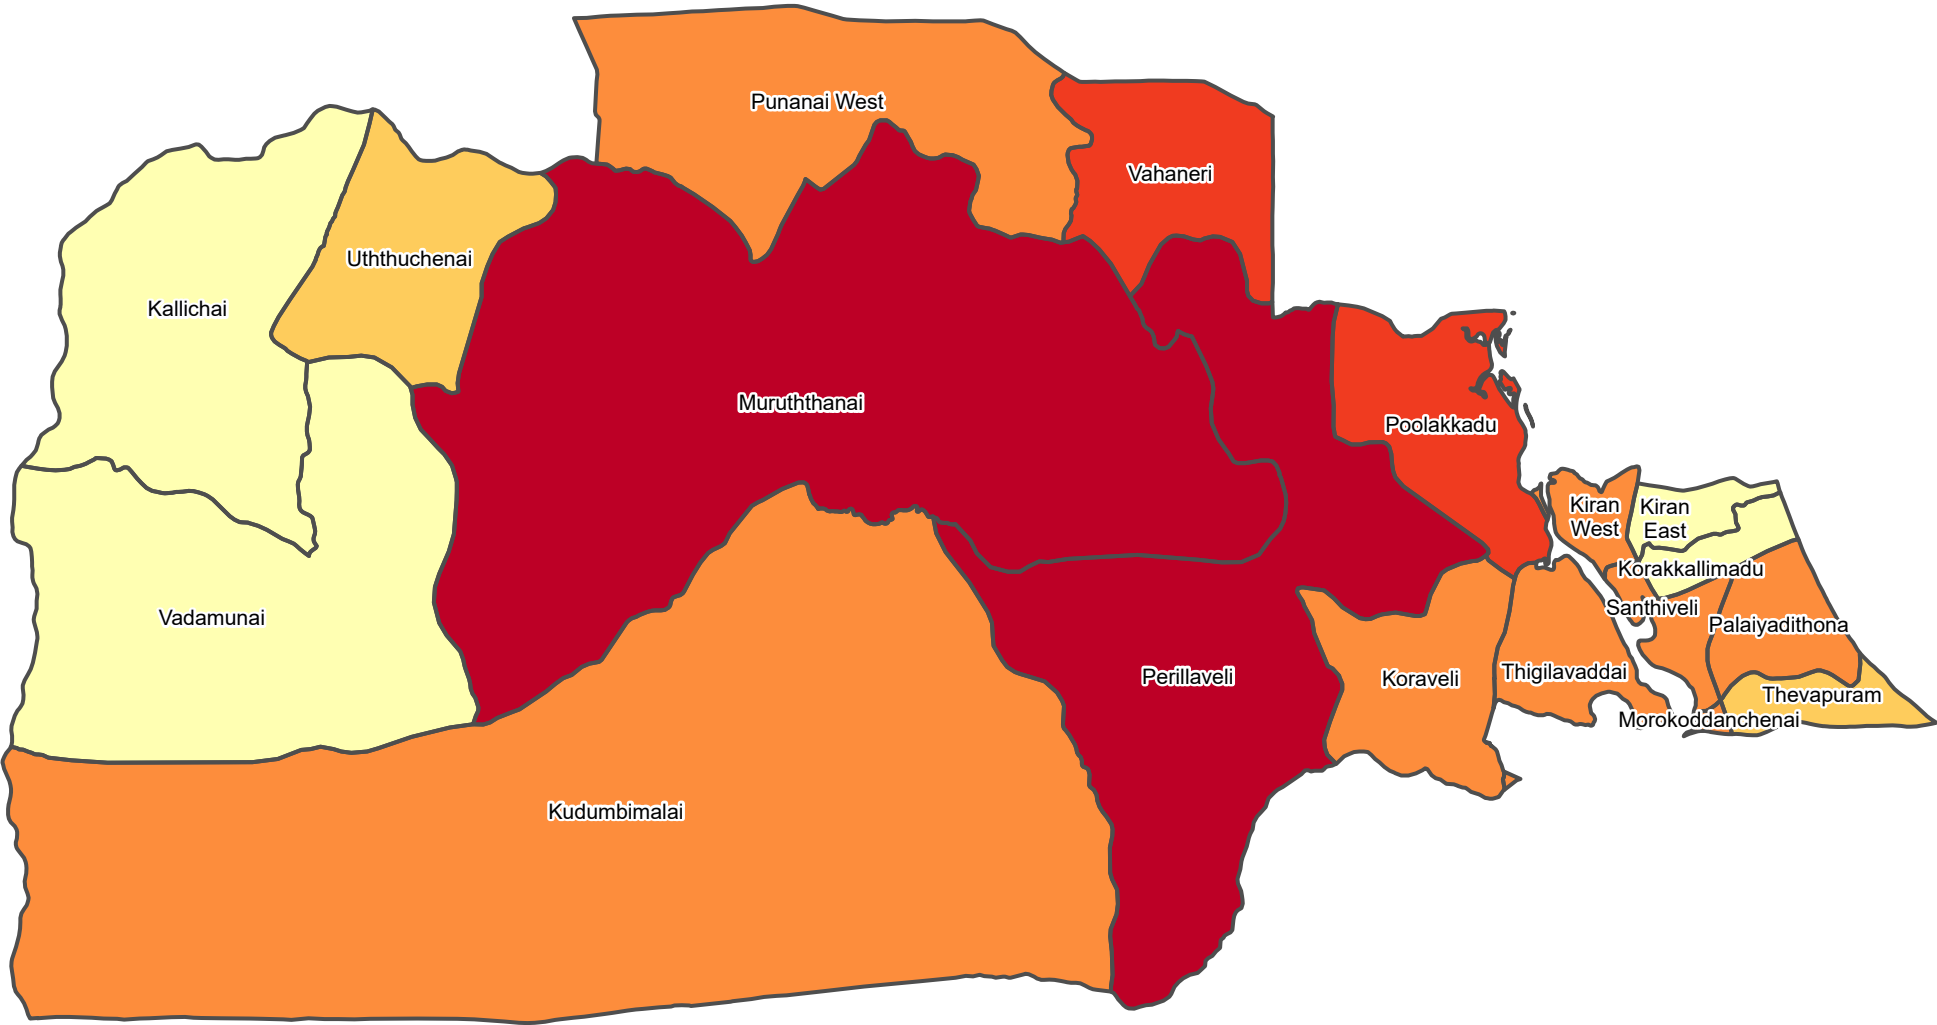 Punanai West
Vahaneri
Uththuchenai
Kallichai
Muruththanai
Poolakkadu
Kiran
West
Kiran
East
Korakkallimadu
Santhiveli
Palaiyadithona
Vadamunai
Perillaveli
Koraveli
Thigilavaddai
Thevapuram
Morokoddanchenai
Kudumbimalai